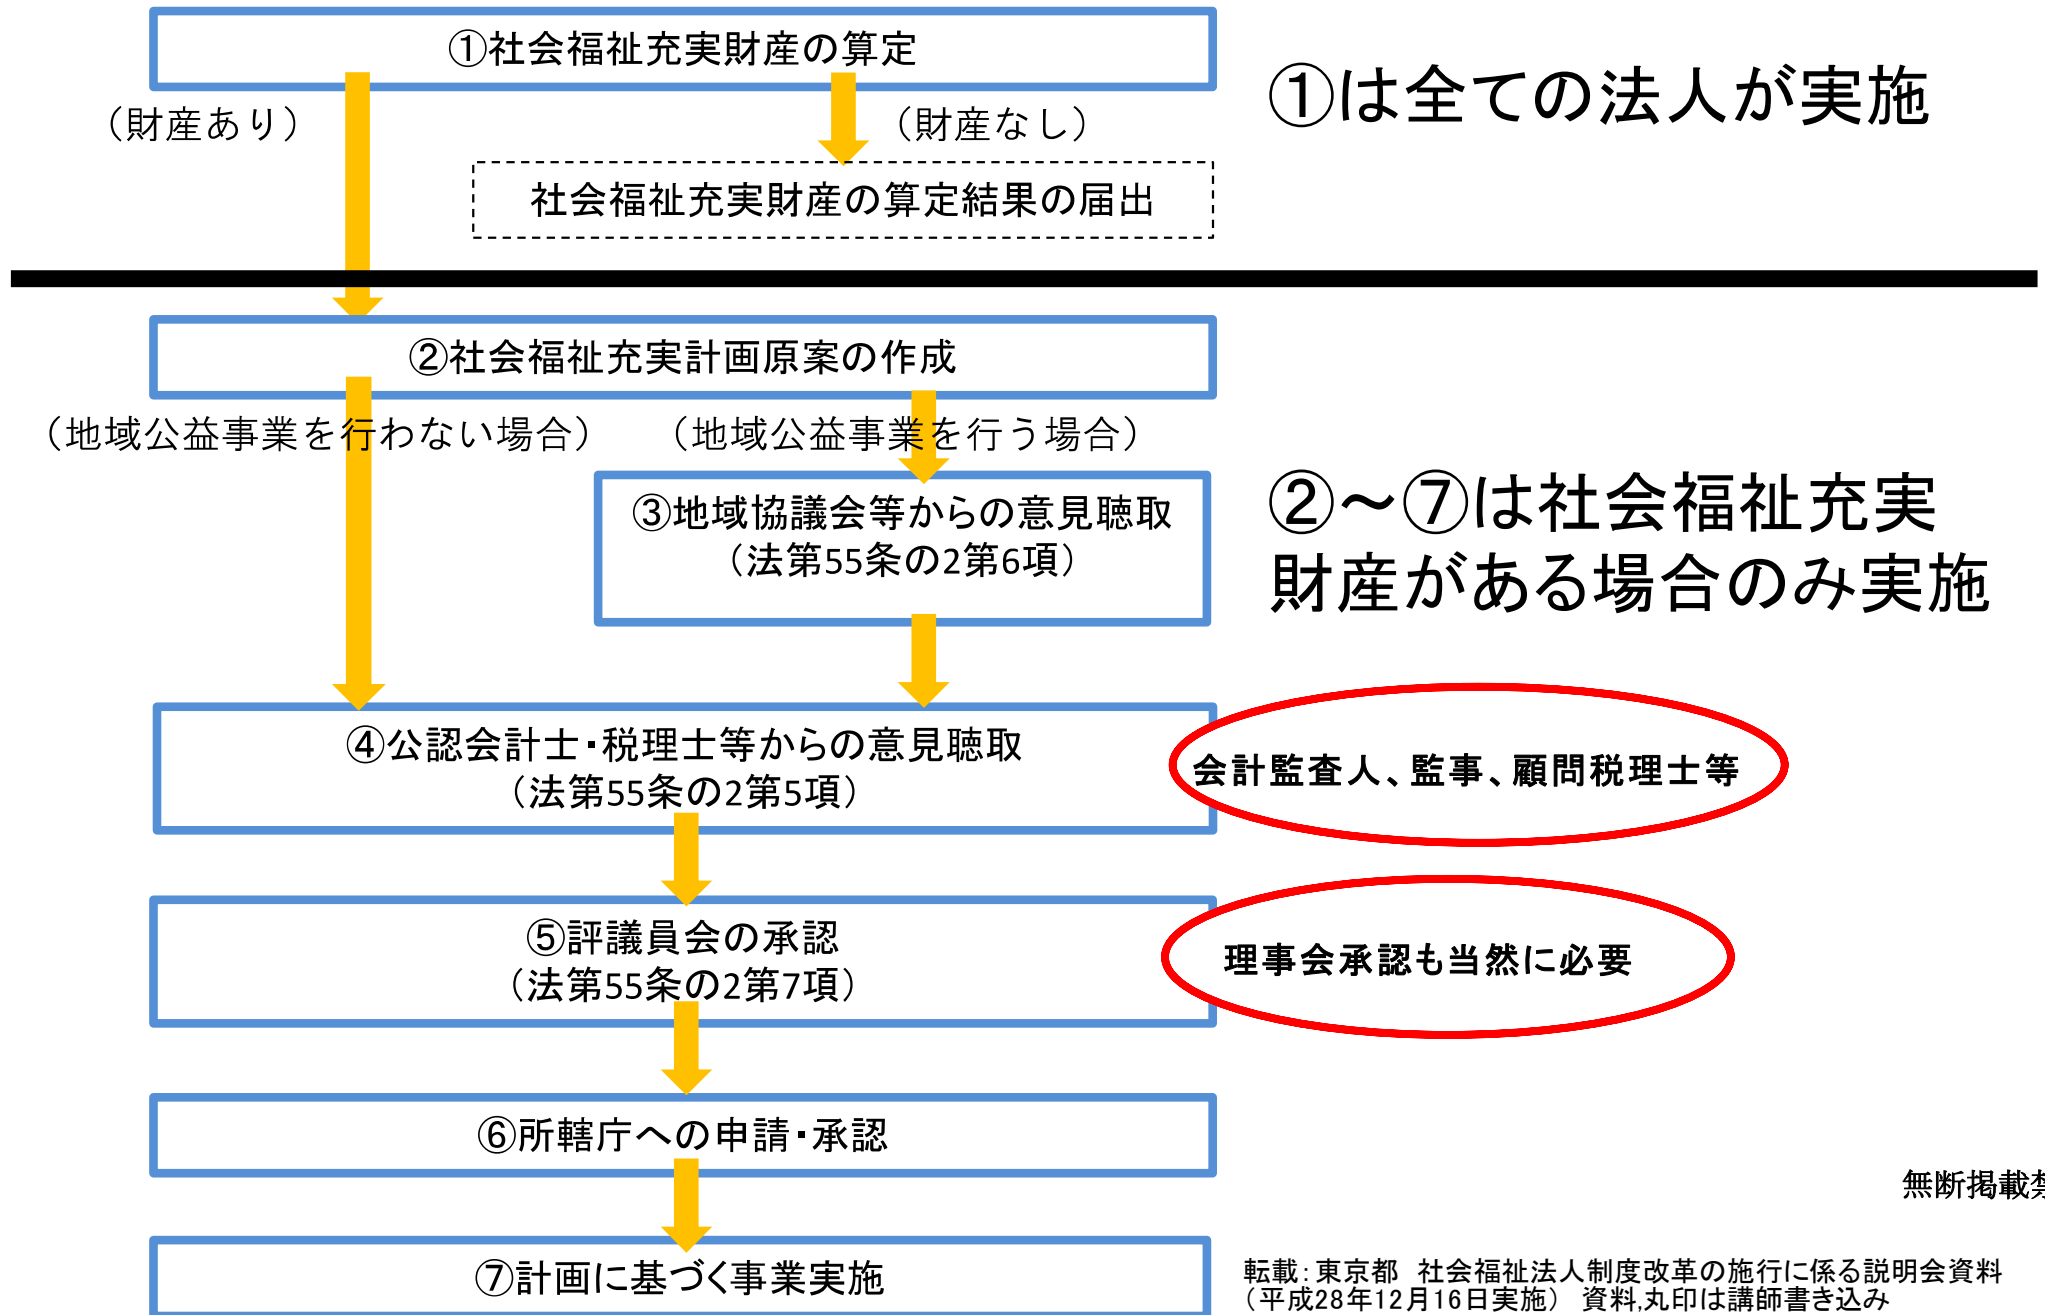 ①社会福祉充実財産の算定
①は全ての法人が実施
（財産あり）
（財産なし）
社会福祉充実財産の算定結果の届出
②社会福祉充実計画原案の作成
（地域公益事業を行わない場合）
（地域公益事業を行う場合）
③地域協議会等からの意見聴取
（法第55条の2第6項）
②～⑦は社会福祉充実
財産がある場合のみ実施
④公認会計士・税理士等からの意見聴取
（法第55条の2第5項）
会計監査人、監事、顧問税理士等
⑤評議員会の承認
（法第55条の2第7項）
理事会承認も当然に必要
⑥所轄庁への申請・承認
無断掲載禁
⑦計画に基づく事業実施
転載：東京都　社会福祉法人制度改革の施行に係る説明会資料
（平成28年12月16日実施）　資料,丸印は講師書き込み